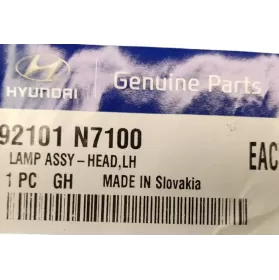 HYUNDAI
Genuine Parts
92101 N7100
LAMP ASSY-HEAD,LH
EAC
1 PC GH MADE IN Slovakia